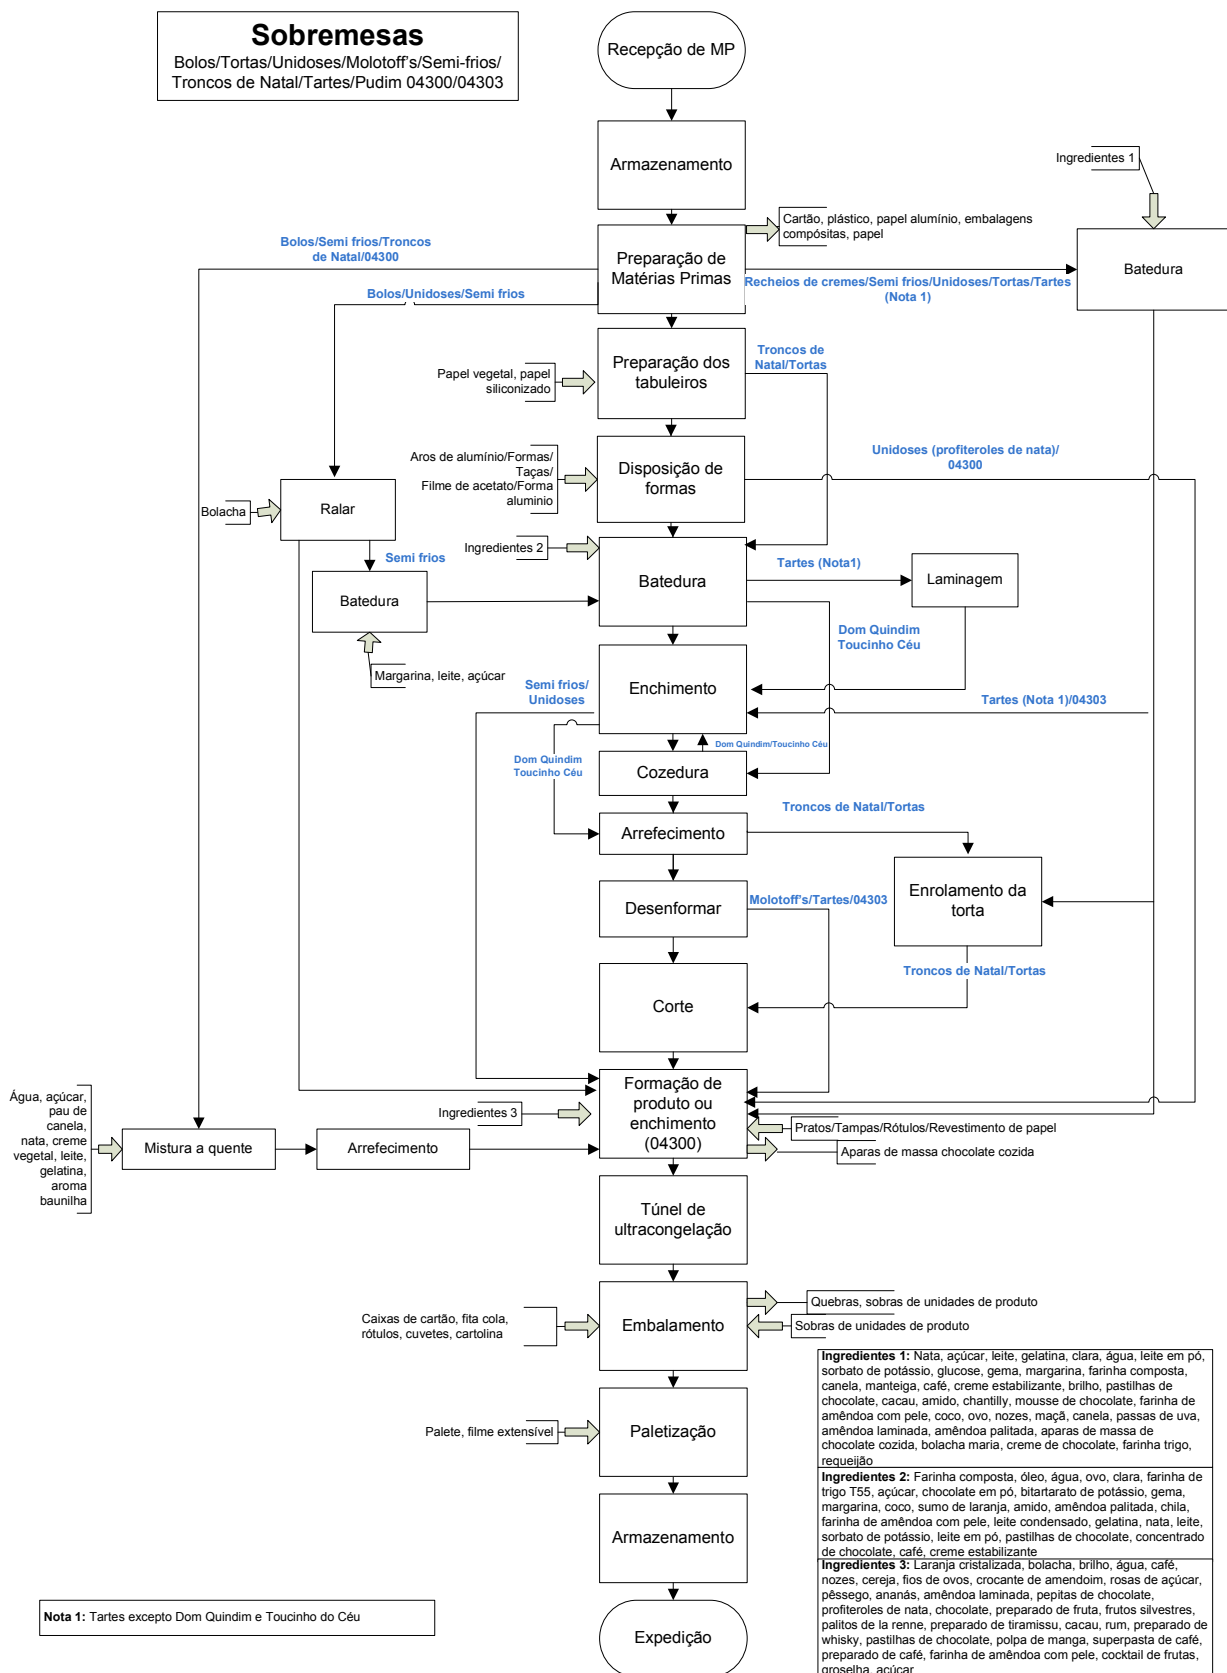 Sobremesas
Bolos/Tortas/Unidoses/Molotoff's/Semi-frios/
Troncos de Natal/Tartes/Pudim 04300/04303
Recepção de MP
Armazenamento
Ingredientes 1
Cartão, plástico, papel alumínio, embalagens
compósitas, papel
Bolos/Semi frios/Troncos
de Natal/04300
Preparação de
Matérias Primas
Batedura
Recheios de cremes/Semi frios/Unidoses/Tortas/Tartes
(Nota 1)
Bolos/Unidoses/Semi frios
Papel vegetal, papel
siliconizado
Preparação dos
tabuleiros
Troncos de
Natal/Tortas
Aros de alumínio/Formas/
Taças/
Filme de acetato/Forma
aluminio
Disposição de
formas
Unidoses (profiteroles de nata)/
04300
Bolacha
Ralar
Semi frios
Ingredientes 2
Batedura
Tartes (Nota1)
Laminagem
Batedura
Dom Quindim
Toucinho Céu
Margarina, leite, açúcar
Semi frios/
Unidoses
Enchimento
Tartes (Nota 1)/04303
Dom Quindim
Toucinho Céu
Dom Quindim/Toucinho Céu
Cozedura
Troncos de Natal/Tortas
Arrefecimento
Enrolamento da
torta
Desenformar
Molotoff's/Tartes/04303
Troncos de Natal/Tortas
Corte
Água, açúcar,
pau de
canela,
nata, creme
vegetal, leite,
gelatina,
aroma
baunilha
Mistura a quente
Arrefecimento
Ingredientes 3
Formação de
produto ou
enchimento
(04300)
Pratos/Tampas/Rótulos/Revestimento de papel
Aparas de massa chocolate cozida
Túnel de
ultracongelação
Caixas de cartão, fita cola,
rótulos, cuvetes, cartolina
Embalamento
Quebras, sobras de unidades de produto
Sobras de unidades de produto
Palete, filme extensível
Paletização
Armazenamento
Expedição
Ingredientes 1: Nata, açúcar, leite, gelatina, clara, água, leite em pó,
sorbato de potássio, glucose, gema, margarina, farinha composta,
canela, manteiga, café, creme estabilizante, brilho, pastilhas de
chocolate, cacau, amido, chantilly, mousse de chocolate, farinha de
amêndoa com pele, coco, ovo, nozes, maçã, canela, passas de uva,
amêndoa laminada, amêndoa palitada, aparas de massa de
chocolate cozida, bolacha maria, creme de chocolate, farinha trigo,
requeijão
Ingredientes 2: Farinha composta, óleo, água, ovo, clara, farinha de
trigo T55, açúcar, chocolate em pó, bitartarato de potássio, gema,
margarina, coco, sumo de laranja, amido, amêndoa palitada, chila,
farinha de amêndoa com pele, leite condensado, gelatina, nata, leite,
sorbato de potássio, leite em pó, pastilhas de chocolate, concentrado
de chocolate, café, creme estabilizante
Ingredientes 3: Laranja cristalizada, bolacha, brilho, água, café,
nozes, cereja, fios de ovos, crocante de amendoim, rosas de açúcar,
pêssego, ananás, amêndoa laminada, pepitas de chocolate,
profiteroles de nata, chocolate, preparado de fruta, frutos silvestres,
palitos de la renne, preparado de tiramissu, cacau, rum, preparado de
whisky, pastilhas de chocolate, polpa de manga, superpasta de café,
preparado de café, farinha de amêndoa com pele, cocktail de frutas,
groselha, açúcar
Nota 1: Tartes excepto Dom Quindim e Toucinho do Céu